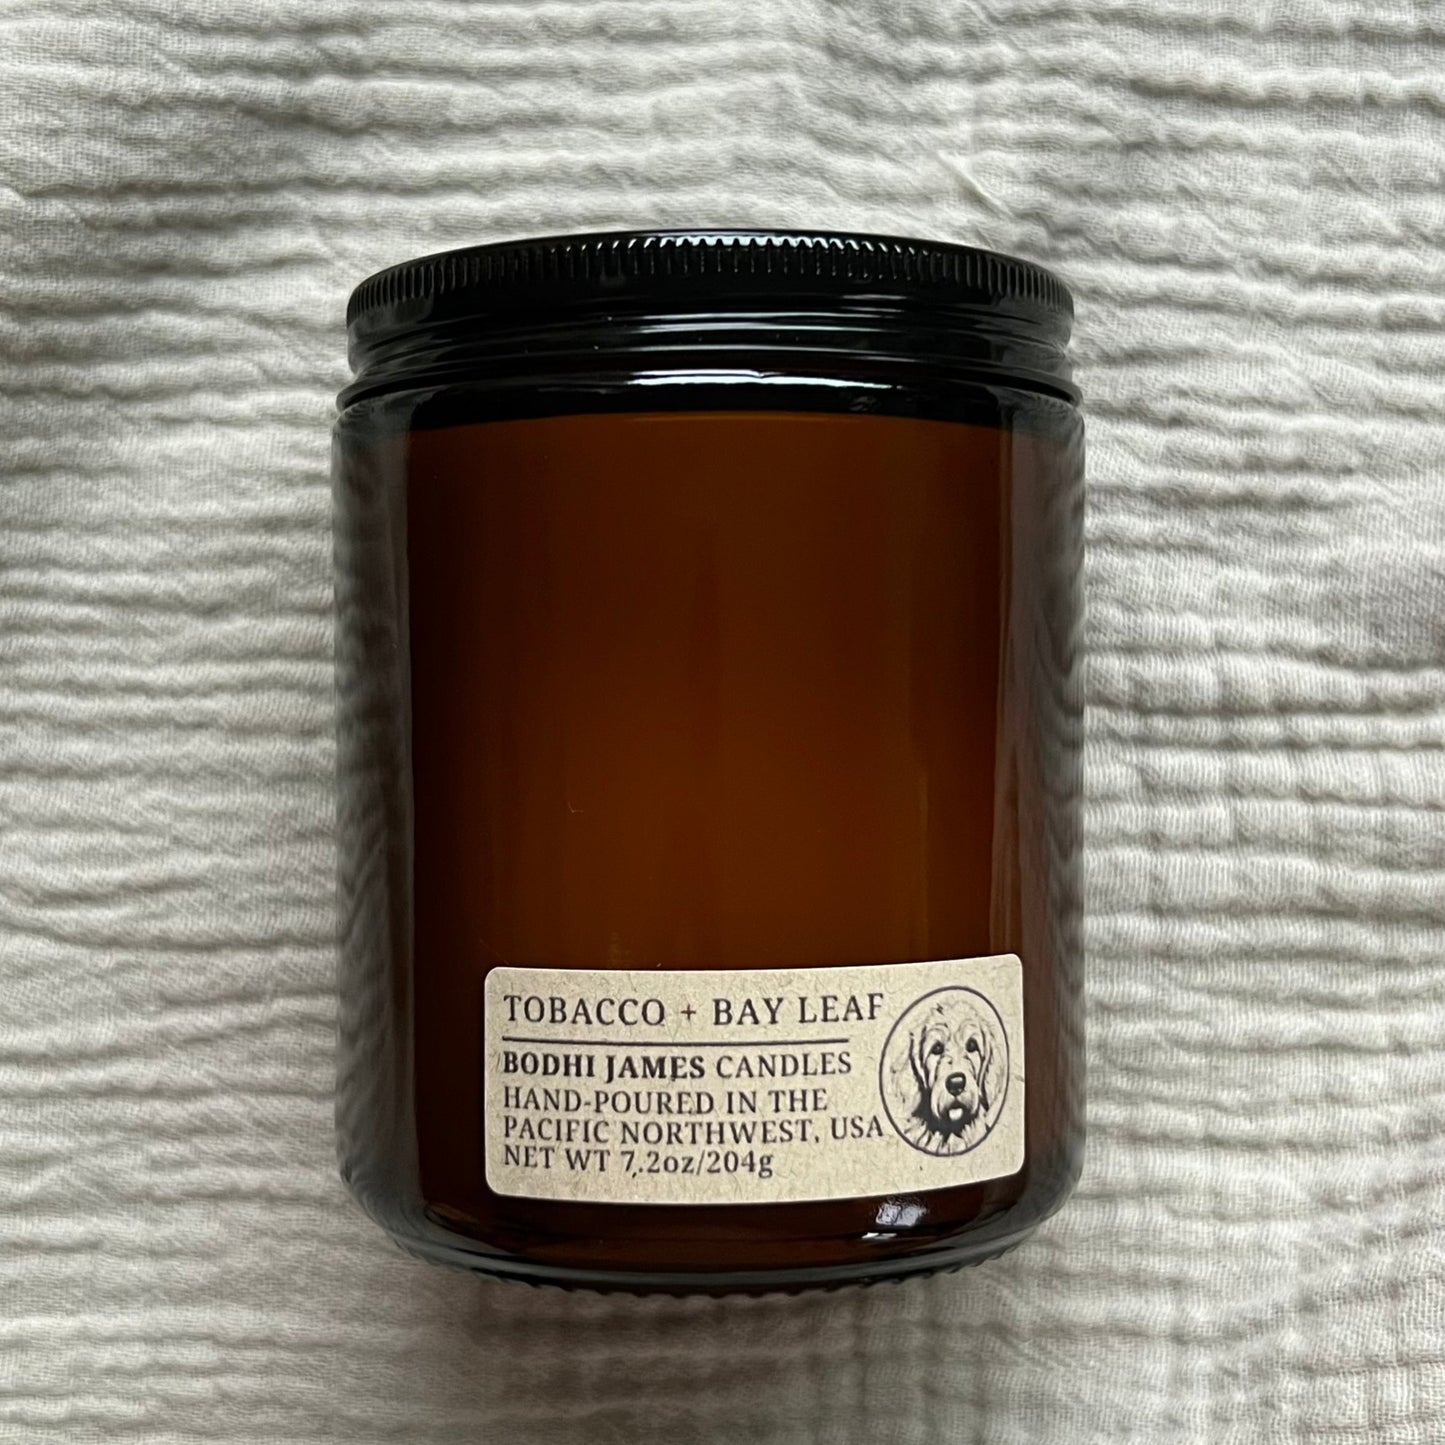 TOBACCO + BAY LEAF
BODHI JAMES CANDLES
HAND-POURED IN THE
PACIFIC NORTHWEST, USA
NET WT 7.2oz/204g